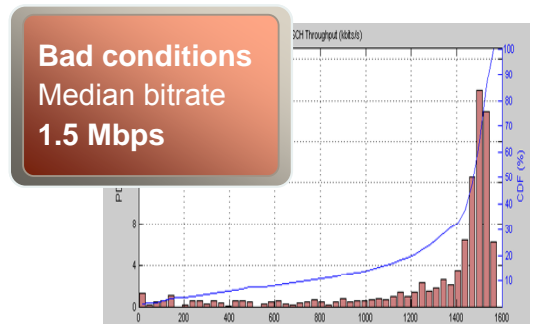 Bad conditions
Median bitrate
1.5 Mbps
SCH Throughput (kbits/s)
100
90
80
70
60
50
40
30
20
10
CDF (%)
PD
8
4
0
0 200 400 600 800 1000 1200 1400 1600